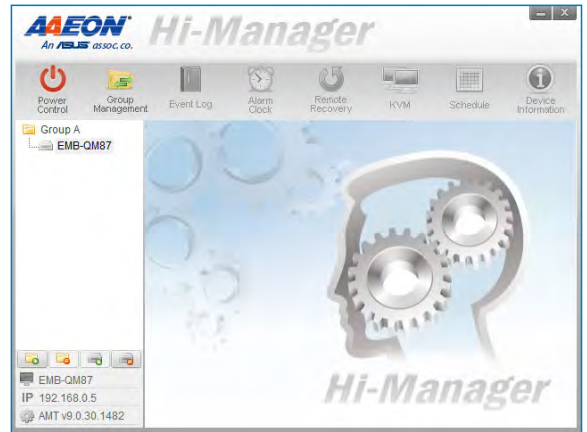 AAEON
An ASUS assoc. co.
Hi-Manager
Power Control
Group Management
Event Log
Alarm Clock
Remote Recovery
KVM
Schedule
Device Information
Group A
EMB-QM87
Hi-Manager
EMB-QM87
IP 192.168.0.5
AMT v9.0.30.1482